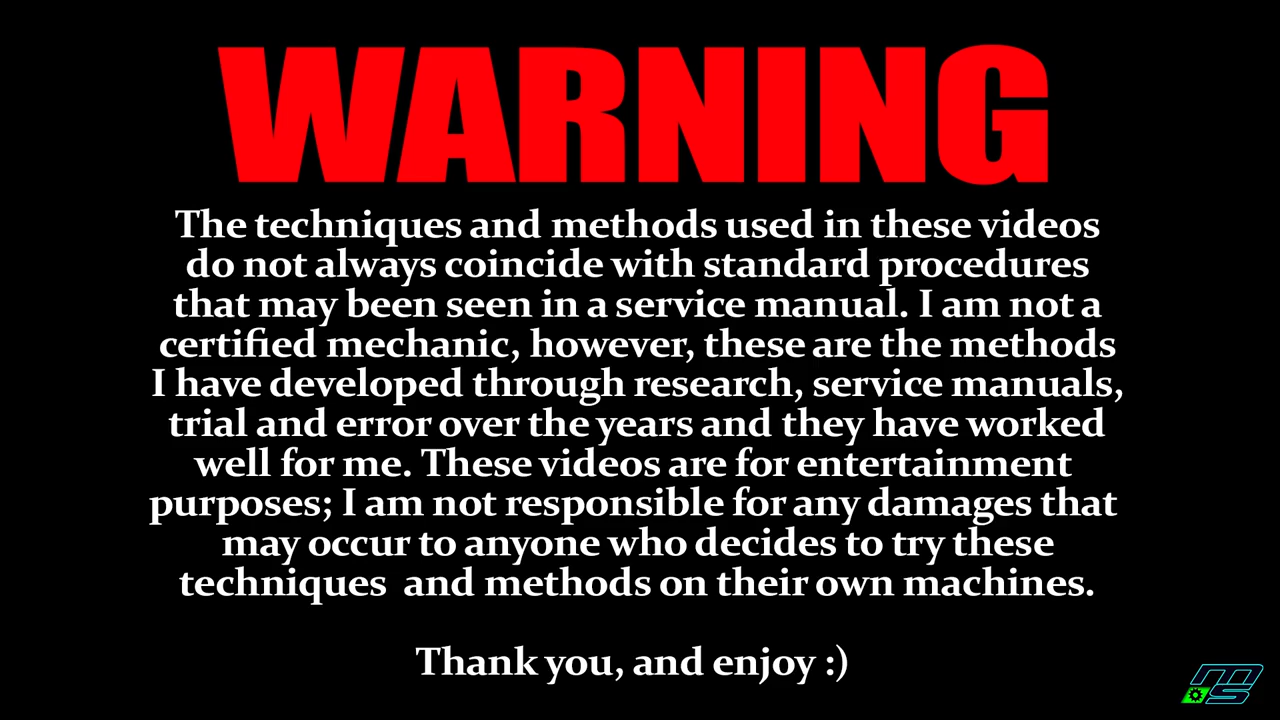 WARNING
The techniques and methods used in these videos
do not always coincide with standard procedures
that may been seen in a service manual. I am not a
certified mechanic, however, these are the methods
I have developed through research, service manuals,
trial and error over the years and they have worked
well for me. These videos are for entertainment
purposes; I am not responsible for any damages that
may occur to anyone who decides to try these
techniques  and methods on their own machines.
Thank you, and enjoy :)
MS